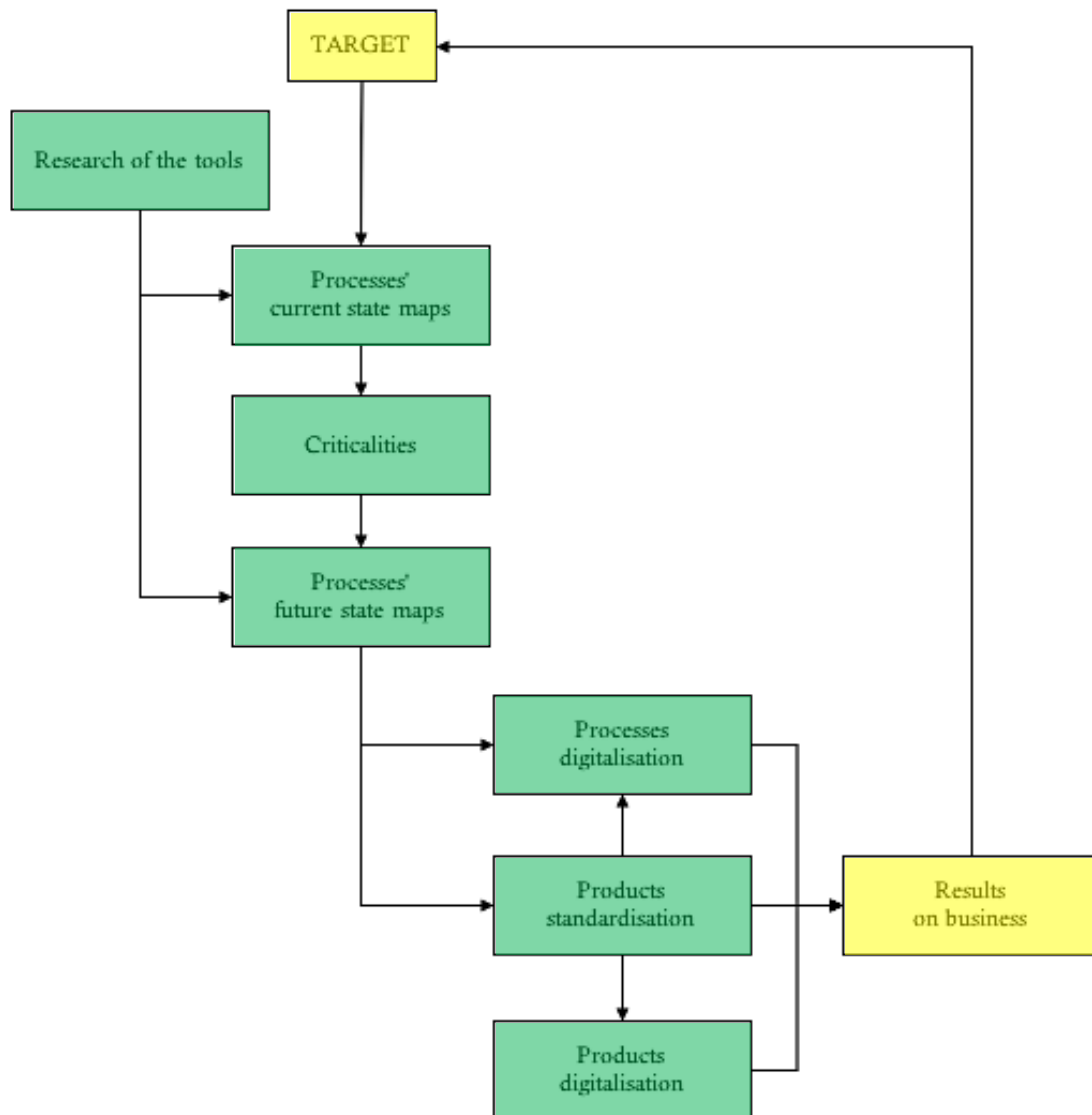 TARGET
Research of the tools
Processes'
current state maps
Criticalities
Processes'
future state maps
Processes
digitalisation
Products
standardisation
Results
on business
Products
digitalisation